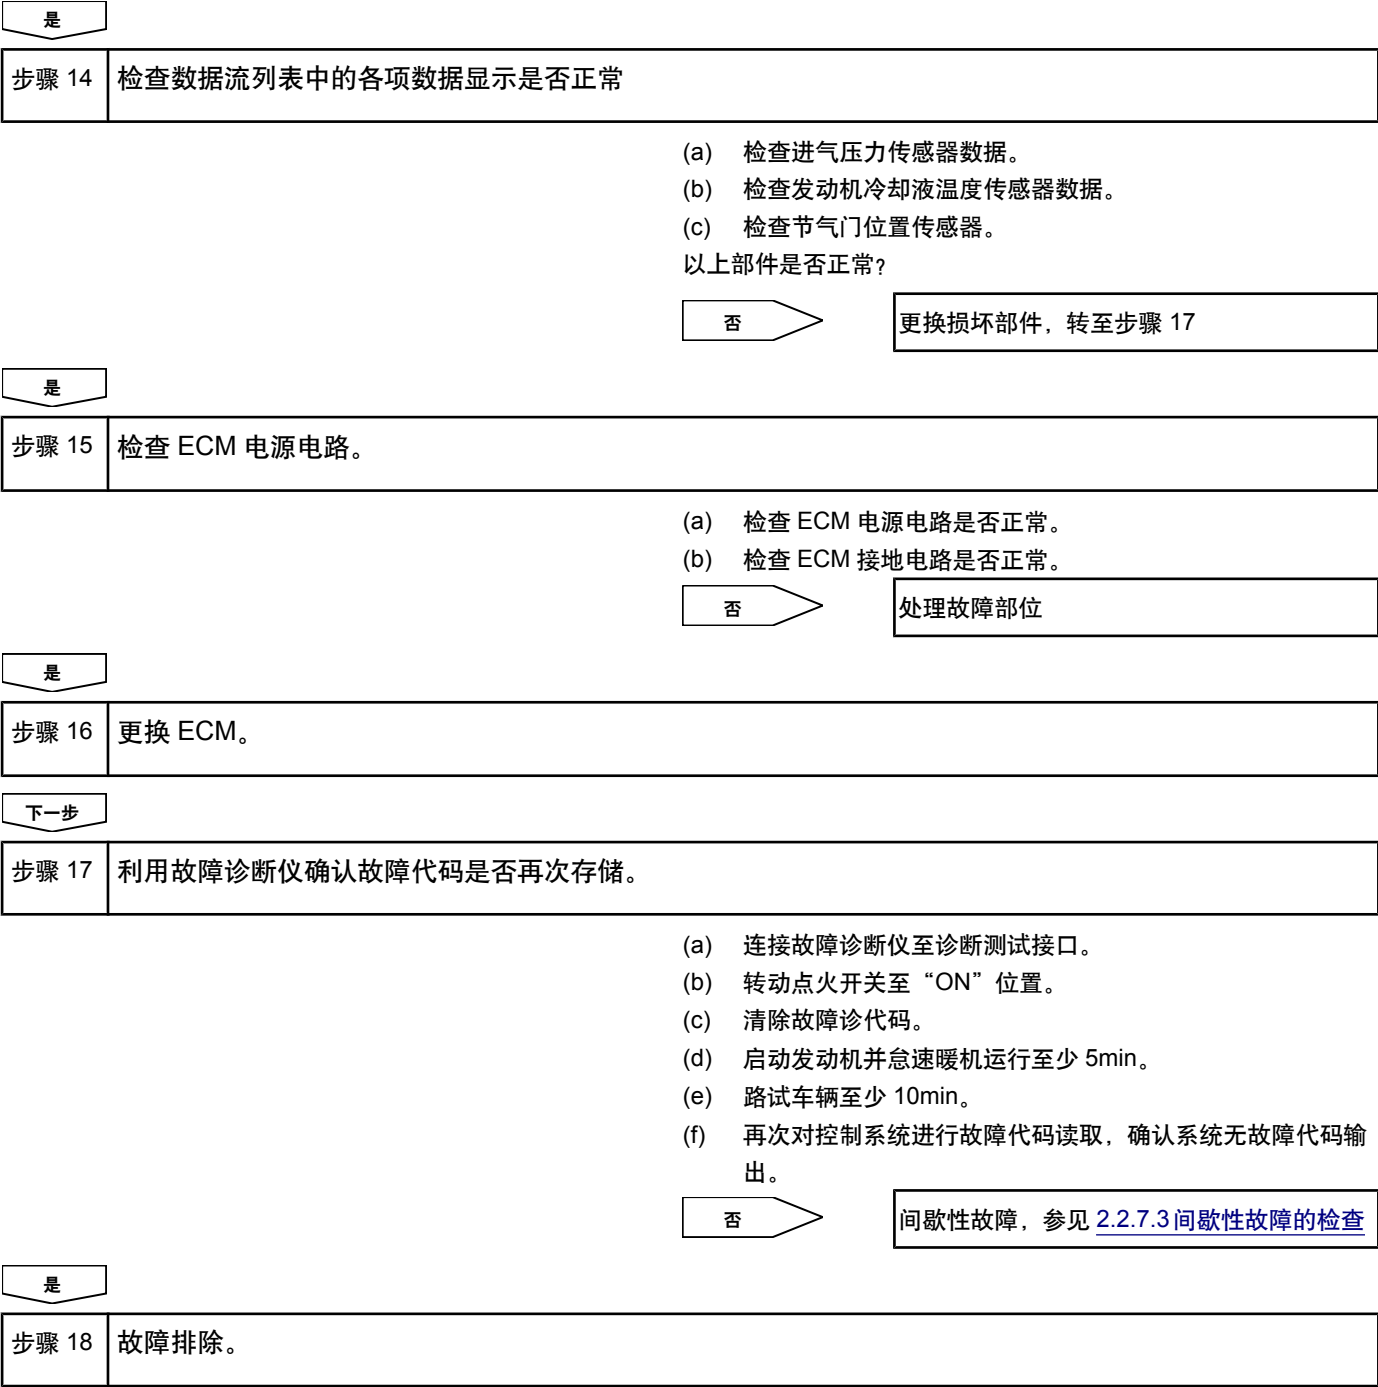 是
步骤 14 检查数据流列表中的各项数据显示是否正常
(a) 检查进气压力传感器数据。
(b) 检查发动机冷却液温度传感器数据。
(c) 检查节气门位置传感器。
以上部件是否正常?
否 更换损坏部件，转至步骤 17
是
步骤 15 检查 ECM 电源电路。
(a) 检查 ECM 电源电路是否正常。
(b) 检查 ECM 接地电路是否正常。
否 处理故障部位
是
步骤 16 更换 ECM。
下一步
步骤 17 利用故障诊断仪确认故障代码是否再次存储。
(a) 连接故障诊断仪至诊断测试接口。
(b) 转动点火开关至“ON”位置。
(c) 清除故障诊代码。
(d) 启动发动机并怠速暖机运行至少 5min。
(e) 路试车辆至少 10min。
(f) 再次对控制系统进行故障代码读取，确认系统无故障代码输
出。
否 间歇性故障，参见 2.2.7.3 间歇性故障的检查
是
步骤 18 故障排除。